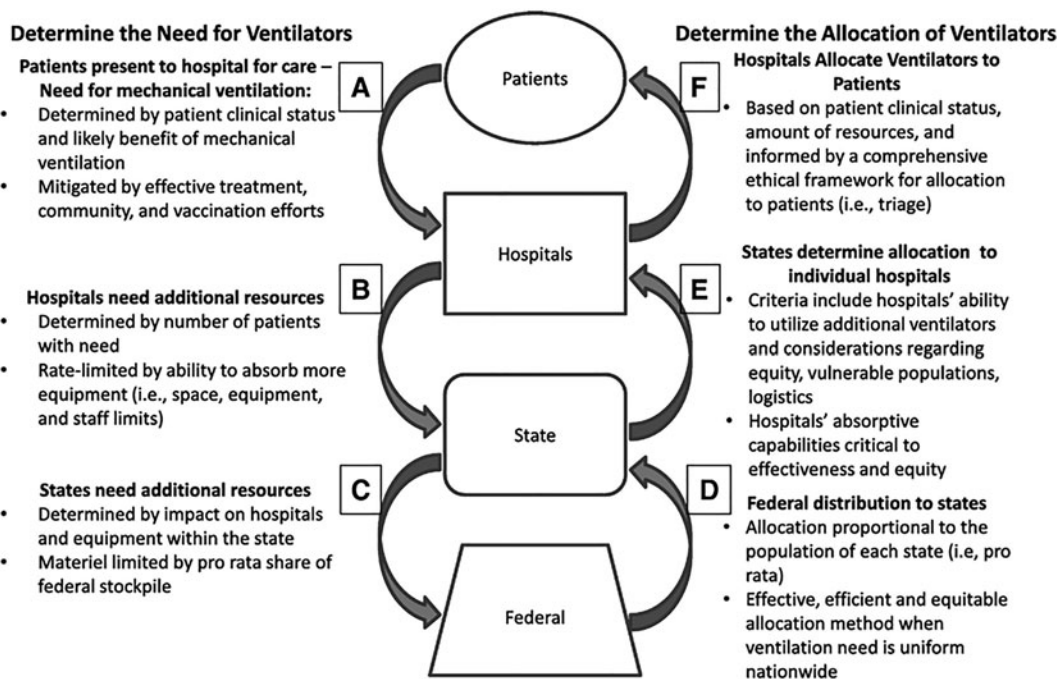 Determine the Need for Ventilators
Patients present to hospital for care –
Need for mechanical ventilation:
• Determined by patient clinical status
and likely benefit of mechanical
ventilation
• Mitigated by effective treatment,
community, and vaccination efforts
A
Hospitals need additional resources
• Determined by number of patients
with need
• Rate-limited by ability to absorb more
equipment (i.e., space, equipment,
and staff limits)
B
States need additional resources
• Determined by impact on hospitals
and equipment within the state
• Materiel limited by pro rata share of
federal stockpile
C
Patients
Hospitals
State
Federal
Determine the Allocation of Ventilators
F
Hospitals Allocate Ventilators to
Patients
• Based on patient clinical status,
amount of resources, and
informed by a comprehensive
ethical framework for allocation
to patients (i.e., triage)
E
States determine allocation to
individual hospitals
• Criteria include hospitals’ ability
to utilize additional ventilators
and considerations regarding
equity, vulnerable populations,
logistics
• Hospitals’ absorptive
capabilities critical to
effectiveness and equity
D
Federal distribution to states
• Allocation proportional to the
population of each state (i.e, pro
rata)
• Effective, efficient and equitable
allocation method when
ventilation need is uniform
nationwide